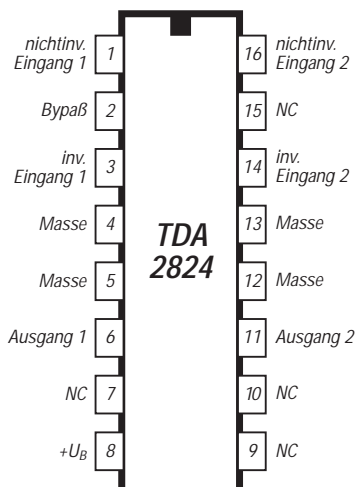 nichtinv.
Eingang 1
1
16
nichtinv.
Eingang 2
Bypaß
2
15
NC
inv.
Eingang 1
3
14
inv.
Eingang 2
Masse
4
13
Masse
TDA
2824
Masse
5
12
Masse
Ausgang 1
6
11
Ausgang 2
NC
7
10
NC
+UB
8
9
NC